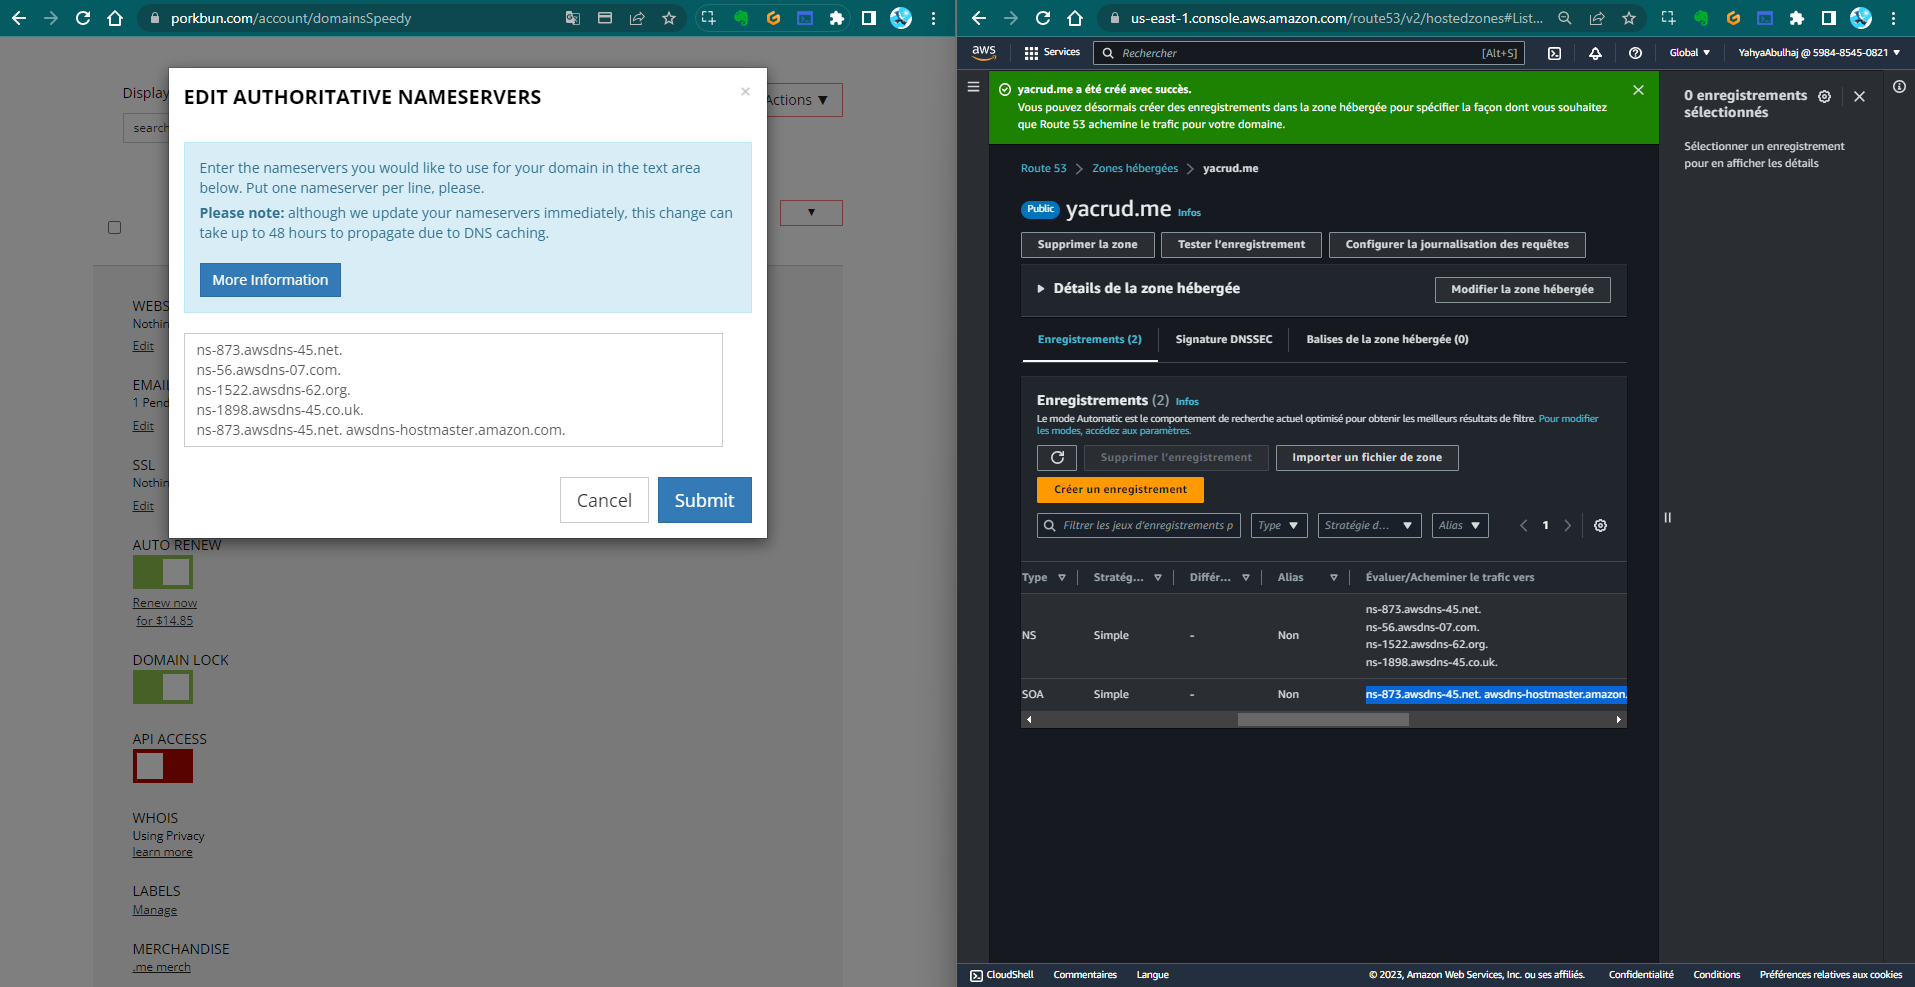 porkbun.com/account/domainsSpeedy
Display
search
Actions ▼
▼
EDIT AUTHORITATIVE NAMESERVERS
×
Enter the nameservers you would like to use for your domain in the text area
below. Put one nameserver per line, please.
Please note: although we update your nameservers immediately, this change can
take up to 48 hours to propagate due to DNS caching.
More Information
ns-873.awsdns-45.net.
ns-56.awsdns-07.com.
ns-1522.awsdns-62.org.
ns-1898.awsdns-45.co.uk.
ns-873.awsdns-45.net. awsdns-hostmaster.amazon.com.
Cancel
Submit
WEBS
Nothin
Edit
EMAIL
1 Pend
Edit
SSL
Nothin
Edit
AUTO RENEW
Renew now
for $14.85
DOMAIN LOCK
API ACCESS
WHOIS
Using Privacy
learn more
LABELS
Manage
MERCHANDISE
.me merch
us-east-1.console.aws.amazon.com/route53/v2/hostedzones#List...
aws
Services
Rechercher
[Alt+S]
Global ▼
YahyaAbulhaj @ 5984-8545-0821 ▼
yacrud.me a été créé avec succès.
Vous pouvez désormais créer des enregistrements dans la zone hébergée pour spécifier la façon dont vous souhaitez
que Route 53 achemine le trafic pour votre domaine.
Route 53 > Zones hébergées > yacrud.me
Public yacrud.me Infos
Supprimer la zone
Tester l'enregistrement
Configurer la journalisation des requêtes
Détails de la zone hébergée
Modifier la zone hébergée
Enregistrements (2)
Signature DNSSEC
Balises de la zone hébergée (0)
Enregistrements (2) Infos
Le mode Automatic est le comportement de recherche actuel optimisé pour obtenir les meilleurs résultats de filtre. Pour modifier
les modes, accédez aux paramètres.
Supprimer l'enregistrement
Importer un fichier de zone
Créer un enregistrement
Filtrer les jeux d'enregistrements p
Type ▼
Stratégie d... ▼
Alias ▼
1
Type
Stratég...
Différ...
Alias
Évaluer/Acheminer le trafic vers
NS
Simple
-
Non
ns-873.awsdns-45.net.
ns-56.awsdns-07.com.
ns-1522.awsdns-62.org.
ns-1898.awsdns-45.co.uk.
SOA
Simple
-
Non
ns-873.awsdns-45.net. awsdns-hostmaster.amazon.
0 enregistrements
sélectionnés
Sélectionner un enregistrement
pour en afficher les détails
CloudShell
Commentaires
Langue
© 2023, Amazon Web Services, Inc. ou ses affiliés.
Confidentialité
Conditions
Préférences relatives aux cookies